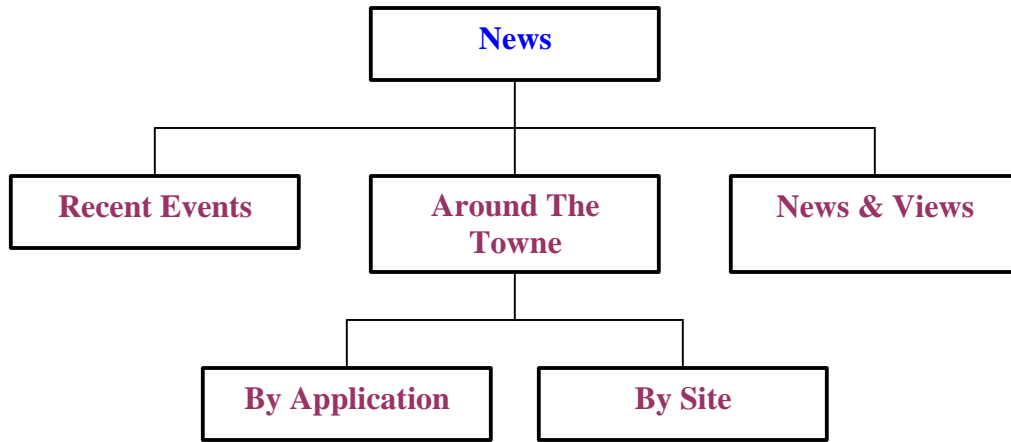 News
Recent Events
Around The
Towne
News & Views
By Application
By Site